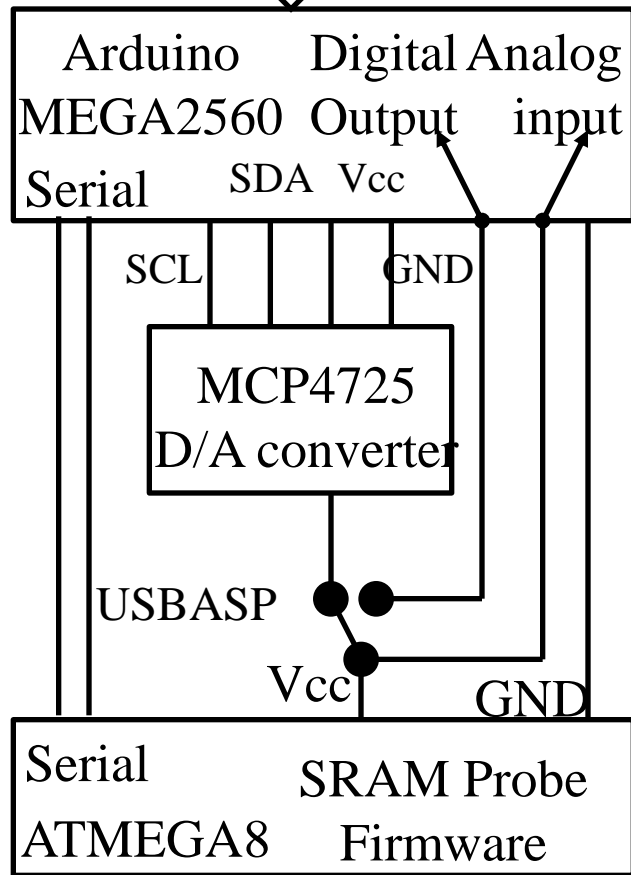 Arduino
MEGA2560
Digital
Output
Analog
input
Serial
SDA
Vcc
SCL
GND
MCP4725
D/A converter
USBASP
Vcc
GND
Serial
ATMEGA8
SRAM Probe
Firmware